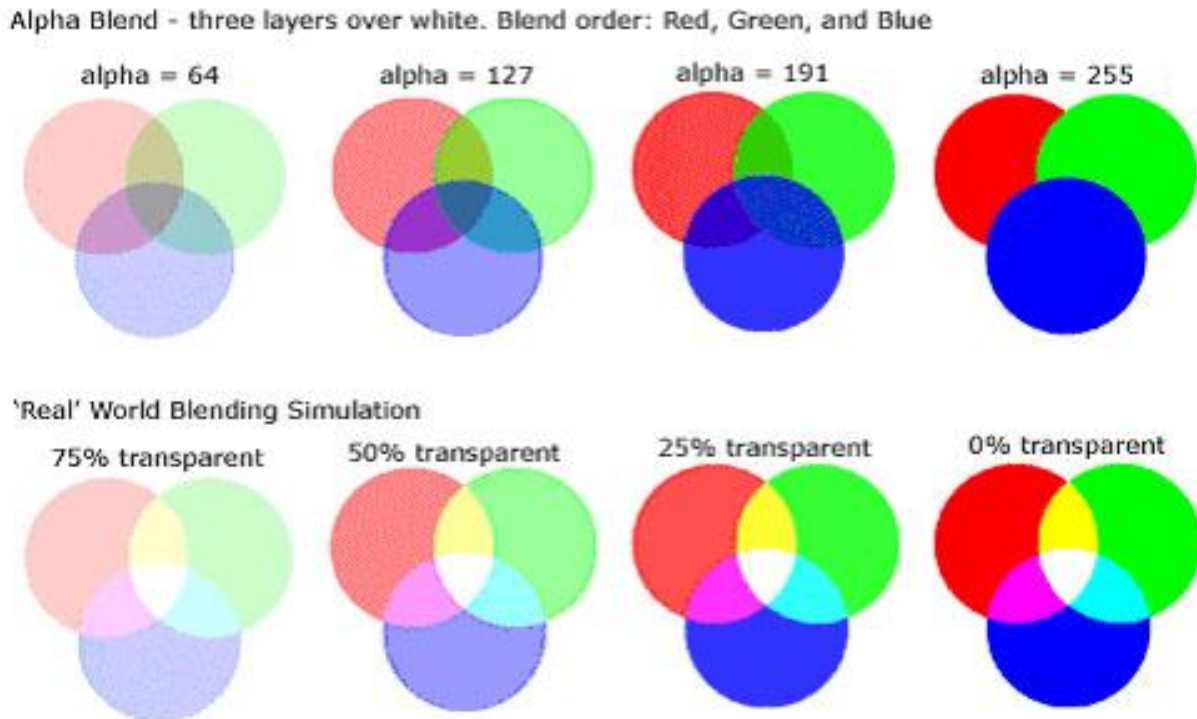 Alpha Blend - three layers over white. Blend order: Red, Green, and Blue
alpha = 64
alpha = 127
alpha = 191
alpha = 255
‘Real’ World Blending Simulation
75% transparent
50% transparent
25% transparent
0% transparent